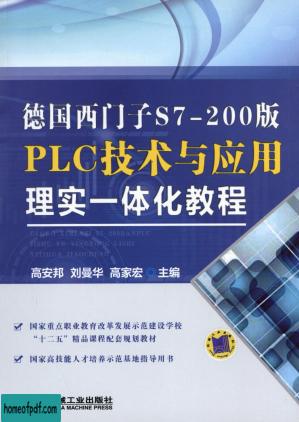 德国西门子S7-200版
PLC技术与应用
理实一体化教程
高安邦 刘曼华 高家宏 主编
国家重点职业教育改革发展示范建设学校
“十二五”精品课程配套规划教材
国家高技能人才培养示范基地指导用书
械工业出版社
A MACHINE PRESS
homeofpdf.com